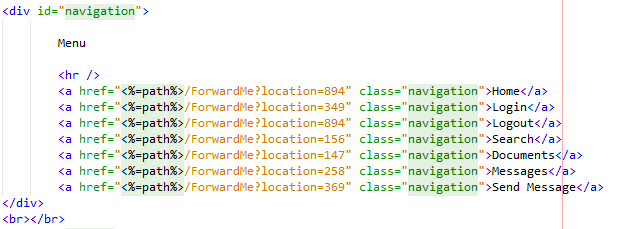 <div id="navigation">
Menu
<hr />
<a href="<%=path%>/ForwardMe?location=894" class="navigation">Home</a>
<a href="<%=path%>/ForwardMe?location=349" class="navigation">Login</a>
<a href="<%=path%>/ForwardMe?location=894" class="navigation">Logout</a>
<a href="<%=path%>/ForwardMe?location=156" class="navigation">Search</a>
<a href="<%=path%>/ForwardMe?location=147" class="navigation">Documents</a>
<a href="<%=path%>/ForwardMe?location=258" class="navigation">Messages</a>
<a href="<%=path%>/ForwardMe?location=369" class="navigation">Send Message</a>
</div>
<br></br>